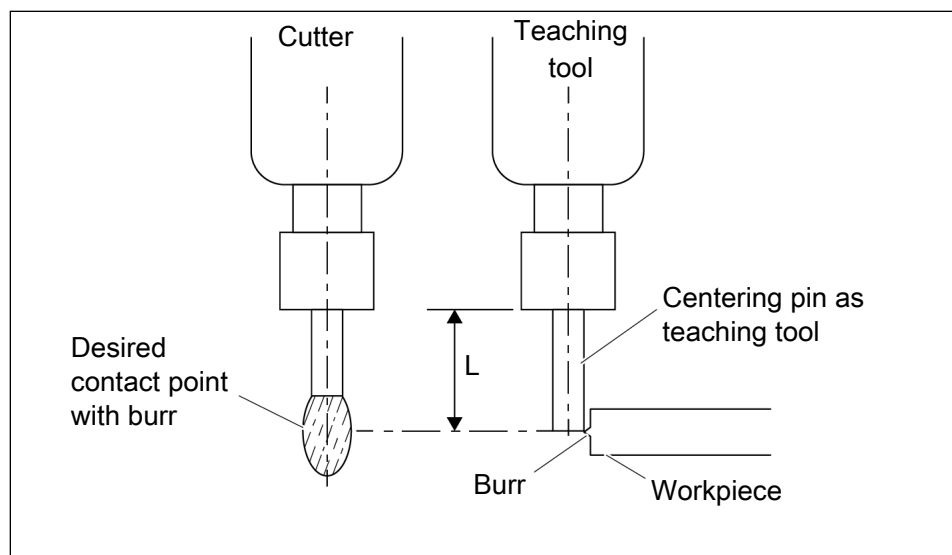 Cutter
Teaching
tool
Centering pin as
teaching tool
L
Desired
contact point
with burr
Burr
Workpiece